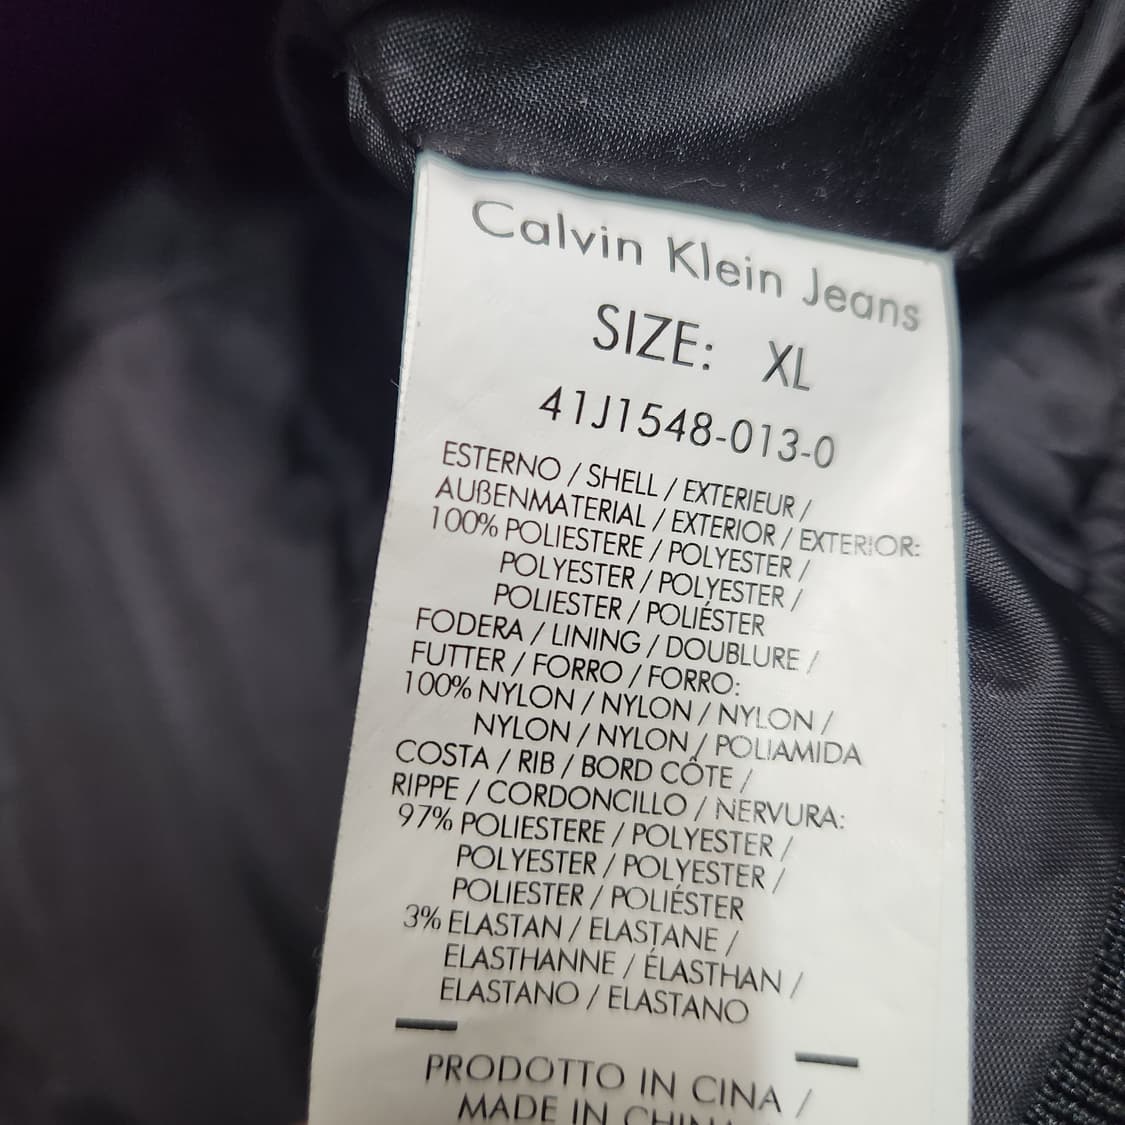 Calvin Klein Jeans
SIZE: XL
41J1548-013-0
ESTERNO / SHELL / EXTERIEUR /
AUßENMATERIAL / EXTERIOR / EXTERIOR:
100% POLIESTERE / POLYESTER /
POLYESTER / POLYESTER /
POLIESTER / POLIÉSTER
FODERA / LINING / DOUBLURE /
FUTTER / FORRO / FORRO:
100% NYLON / NYLON / NYLON /
NYLON / NYLON / POLIAMIDA
COSTA / RIB / BORD CÔTE /
RIPPE / CORDONCILLO / NERVURA:
97% POLIESTERE / POLYESTER /
POLYESTER / POLYESTER /
POLIESTER / POLIÉSTER
3% ELASTAN / ELASTANE /
ELASTHANNE / ÉLASTHAN /
ELASTANO / ELASTANO
PRODOTTO IN CINA /
MADE IN CHINA